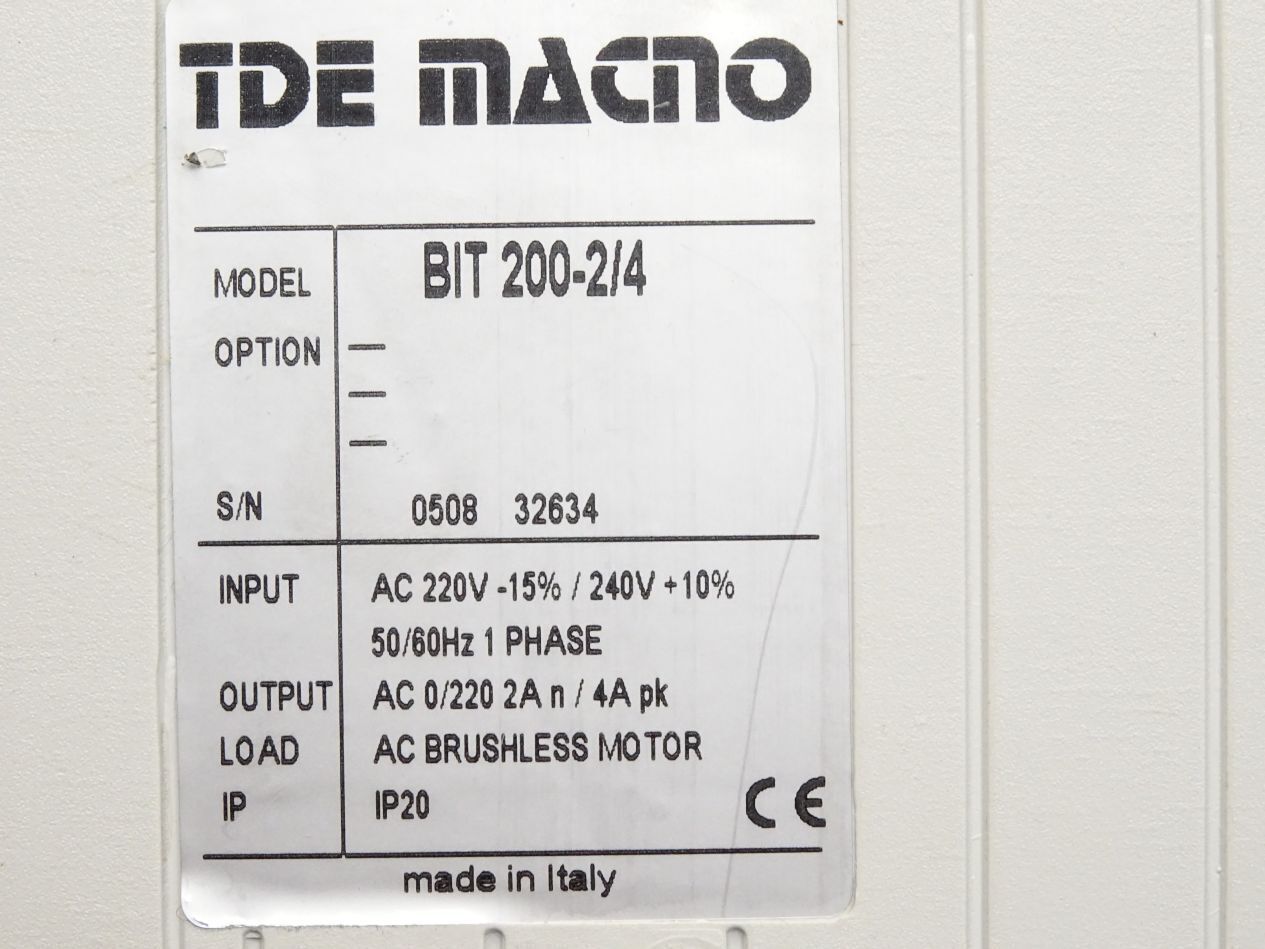 TDE MACNO
MODEL BIT 200-2/4
OPTION —
—
—
S/N 0508 32634
INPUT AC 220V -15% / 240V +10%
50/60Hz 1 PHASE
OUTPUT AC 0/220 2A n / 4A pk
LOAD AC BRUSHLESS MOTOR
IP IP20
CE
made in Italy